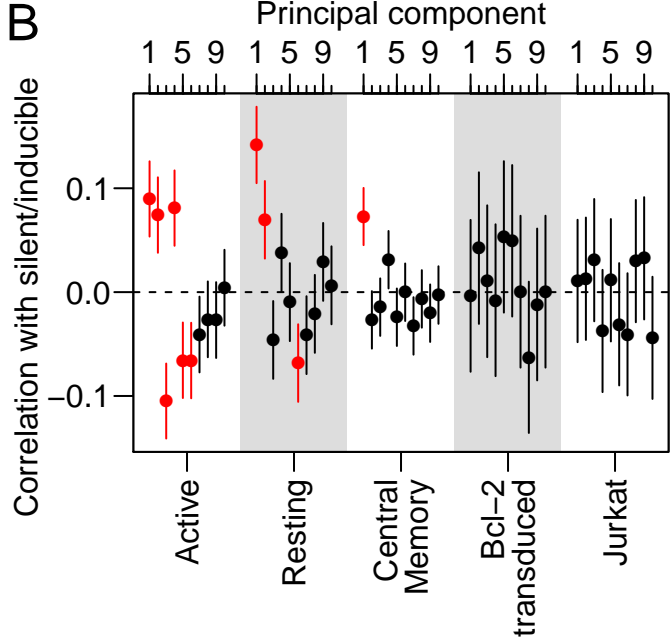 B
Principal component
1 5 9 1 5 9 1 5 9 1 5 9 1 5 9
Correlation with silent/inducible
0.1
0.0
−0.1
Active
Resting
Central
Memory
Bcl−2
transduced
Jurkat